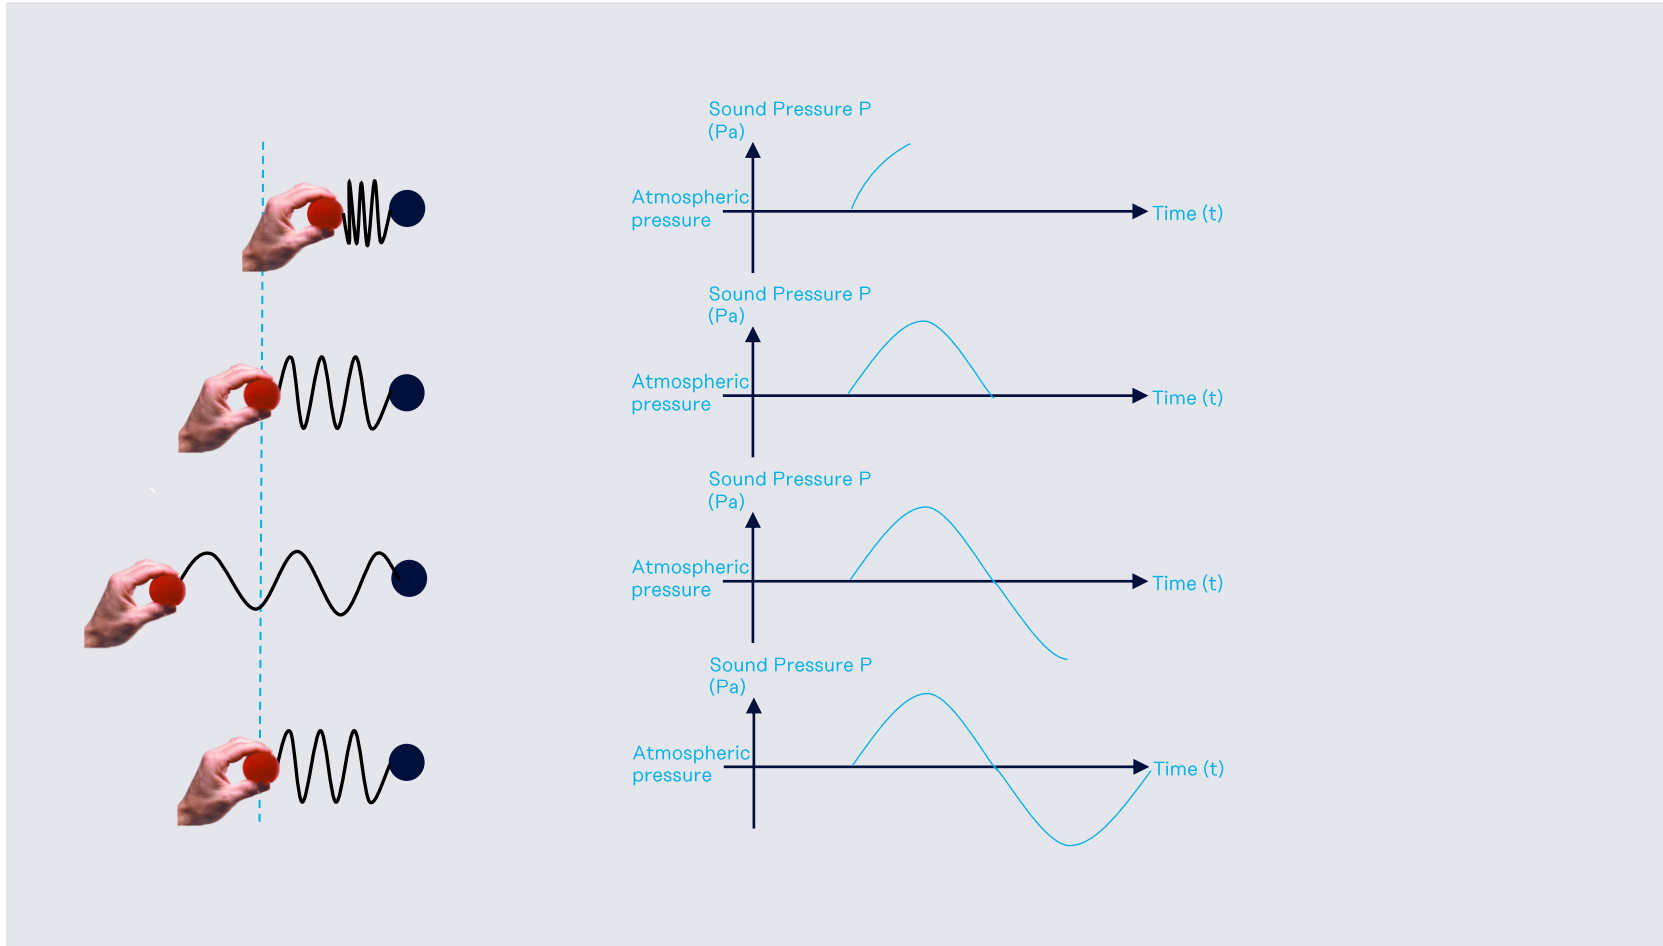 Sound Pressure P
(Pa)
Atmospheric
pressure
Time (t)
Sound Pressure P
(Pa)
Atmospheric
pressure
Time (t)
Sound Pressure P
(Pa)
Atmospheric
pressure
Time (t)
Sound Pressure P
(Pa)
Atmospheric
pressure
Time (t)